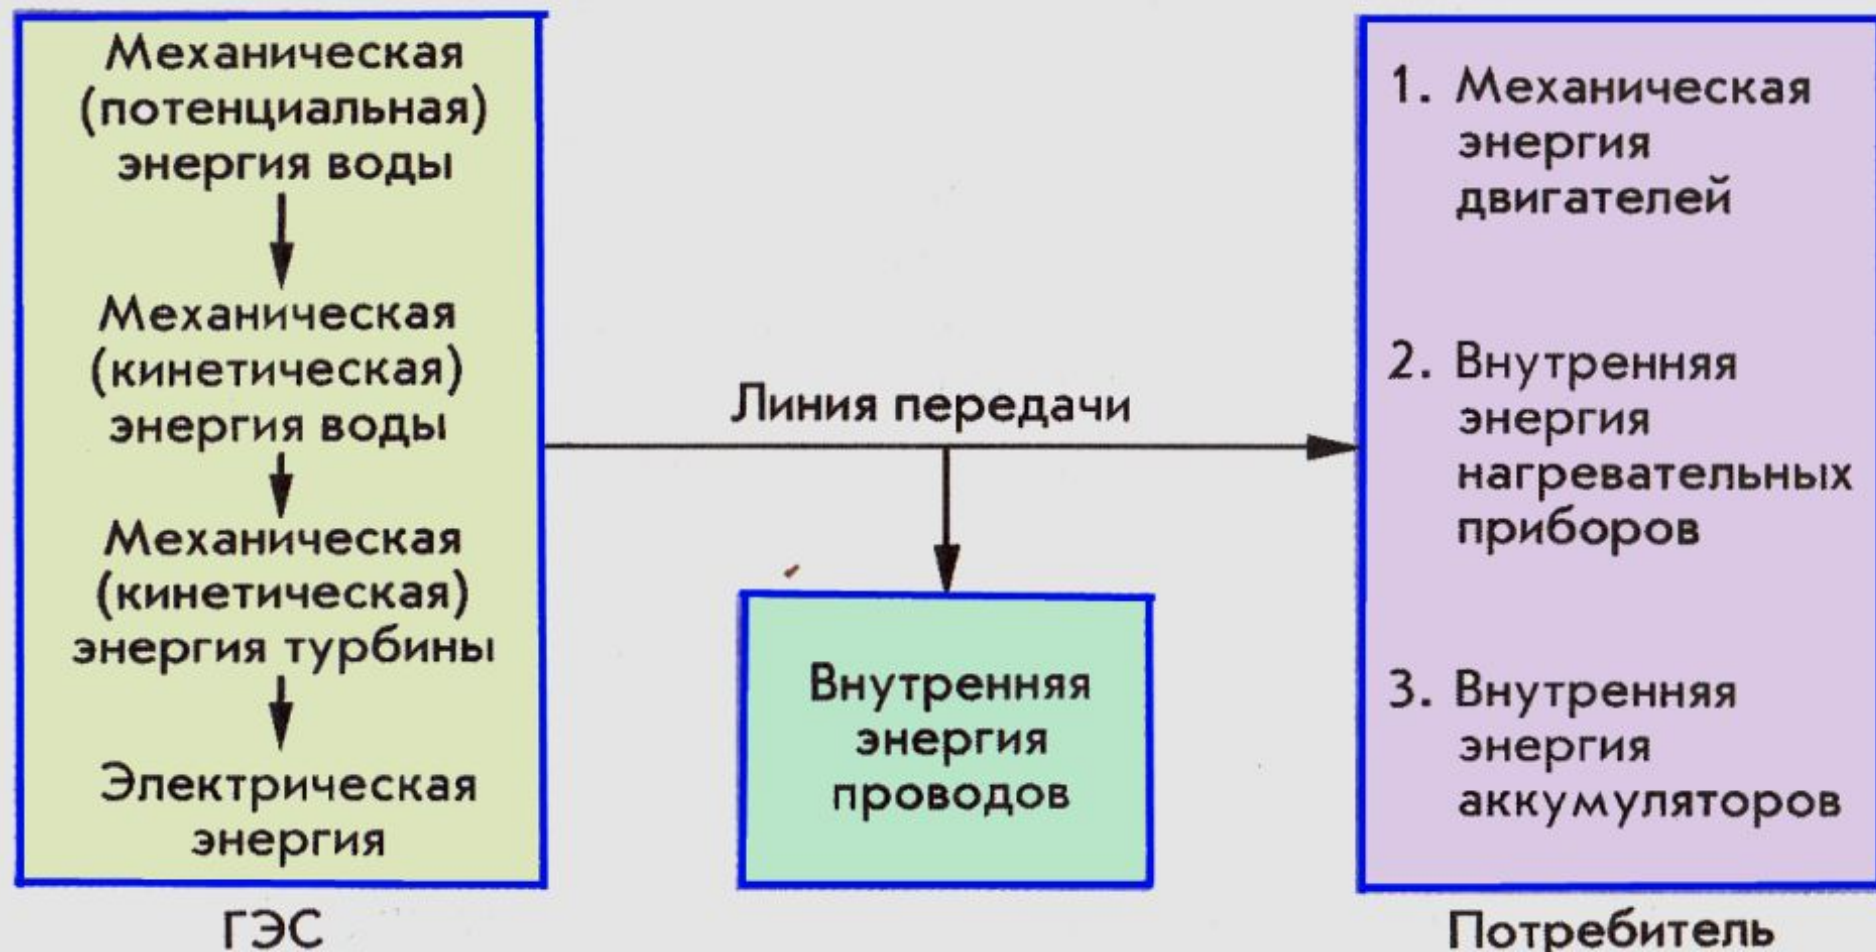 Механическая
(потенциальная)
энергия воды
Механическая
(кинетическая)
энергия воды
Механическая
(кинетическая)
энергия турбины
Электрическая
энергия
ГЭС
Линия передачи
Внутренняя
энергия
проводов
1. Механическая
энергия
двигателей
2. Внутренняя
энергия
нагревательных
приборов
3. Внутренняя
энергия
аккумуляторов
Потребитель